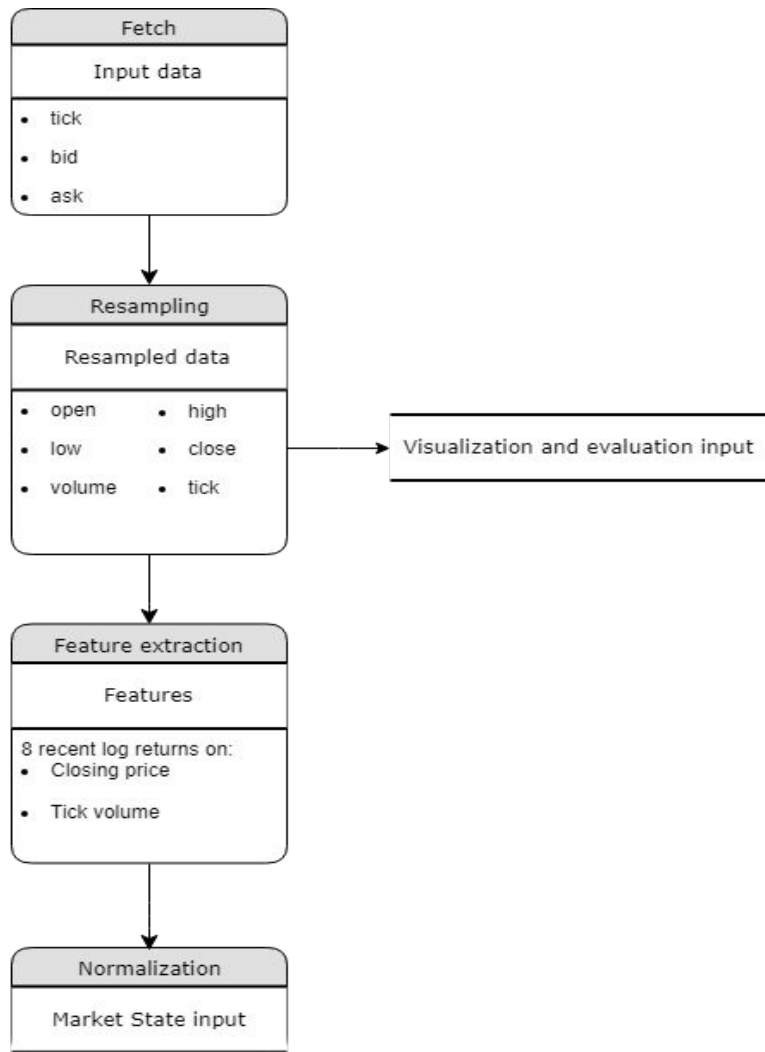 Fetch
Input data
• tick
• bid
• ask
Resampling
Resampled data
• open • high
• low • close
• volume • tick
Visualization and evaluation input
Feature extraction
Features
8 recent log returns on:
• Closing price
• Tick volume
Normalization
Market State input